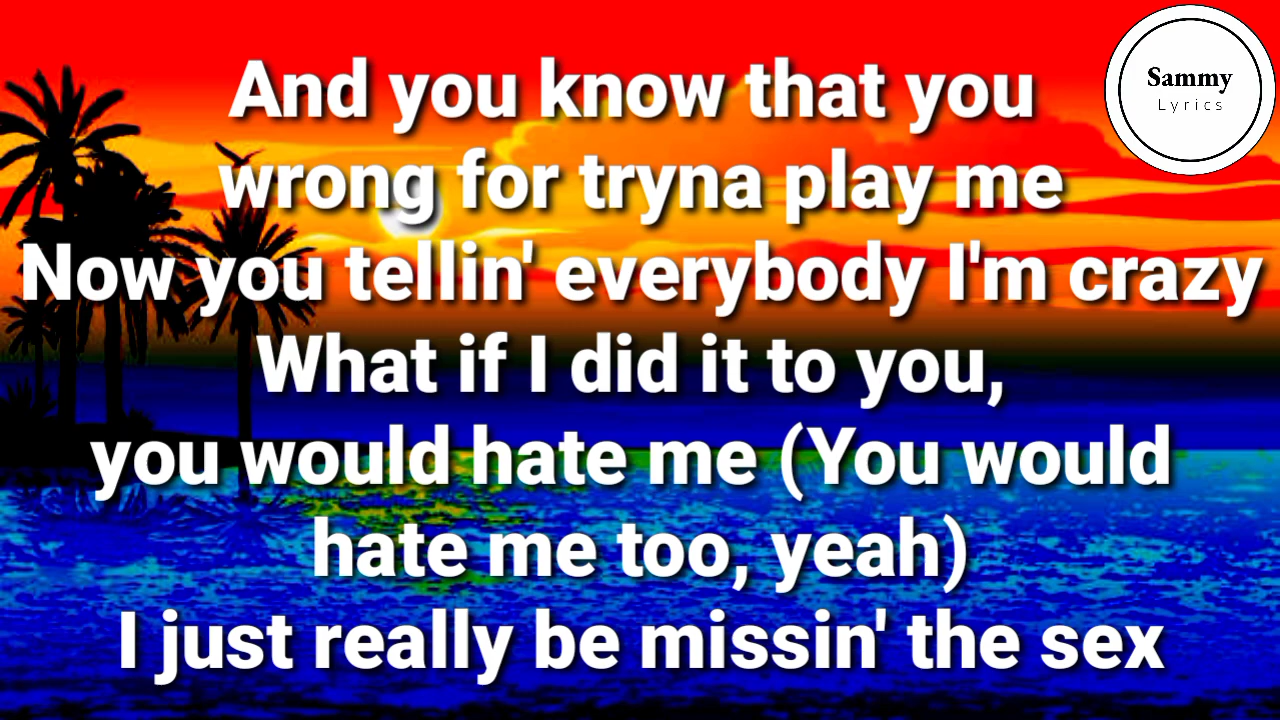 Sammy
Lyrics
And you know that you
wrong for tryna play me
Now you tellin' everybody I'm crazy
What if I did it to you,
you would hate me (You would
hate me too, yeah)
I just really be missin' the sex